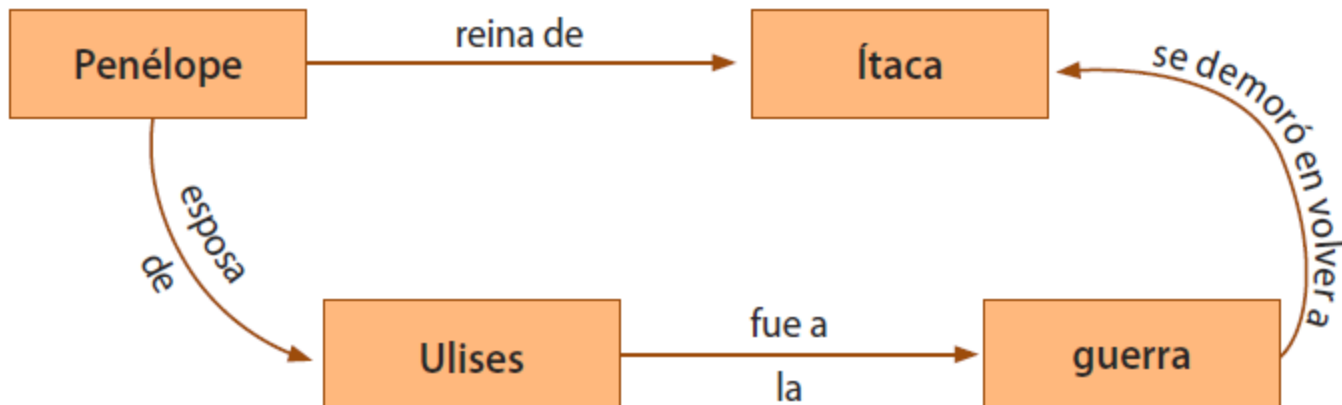 Penélope
reina de
Ítaca
se demoró en volver a
esposa
de
Ulises
fue a
la
guerra